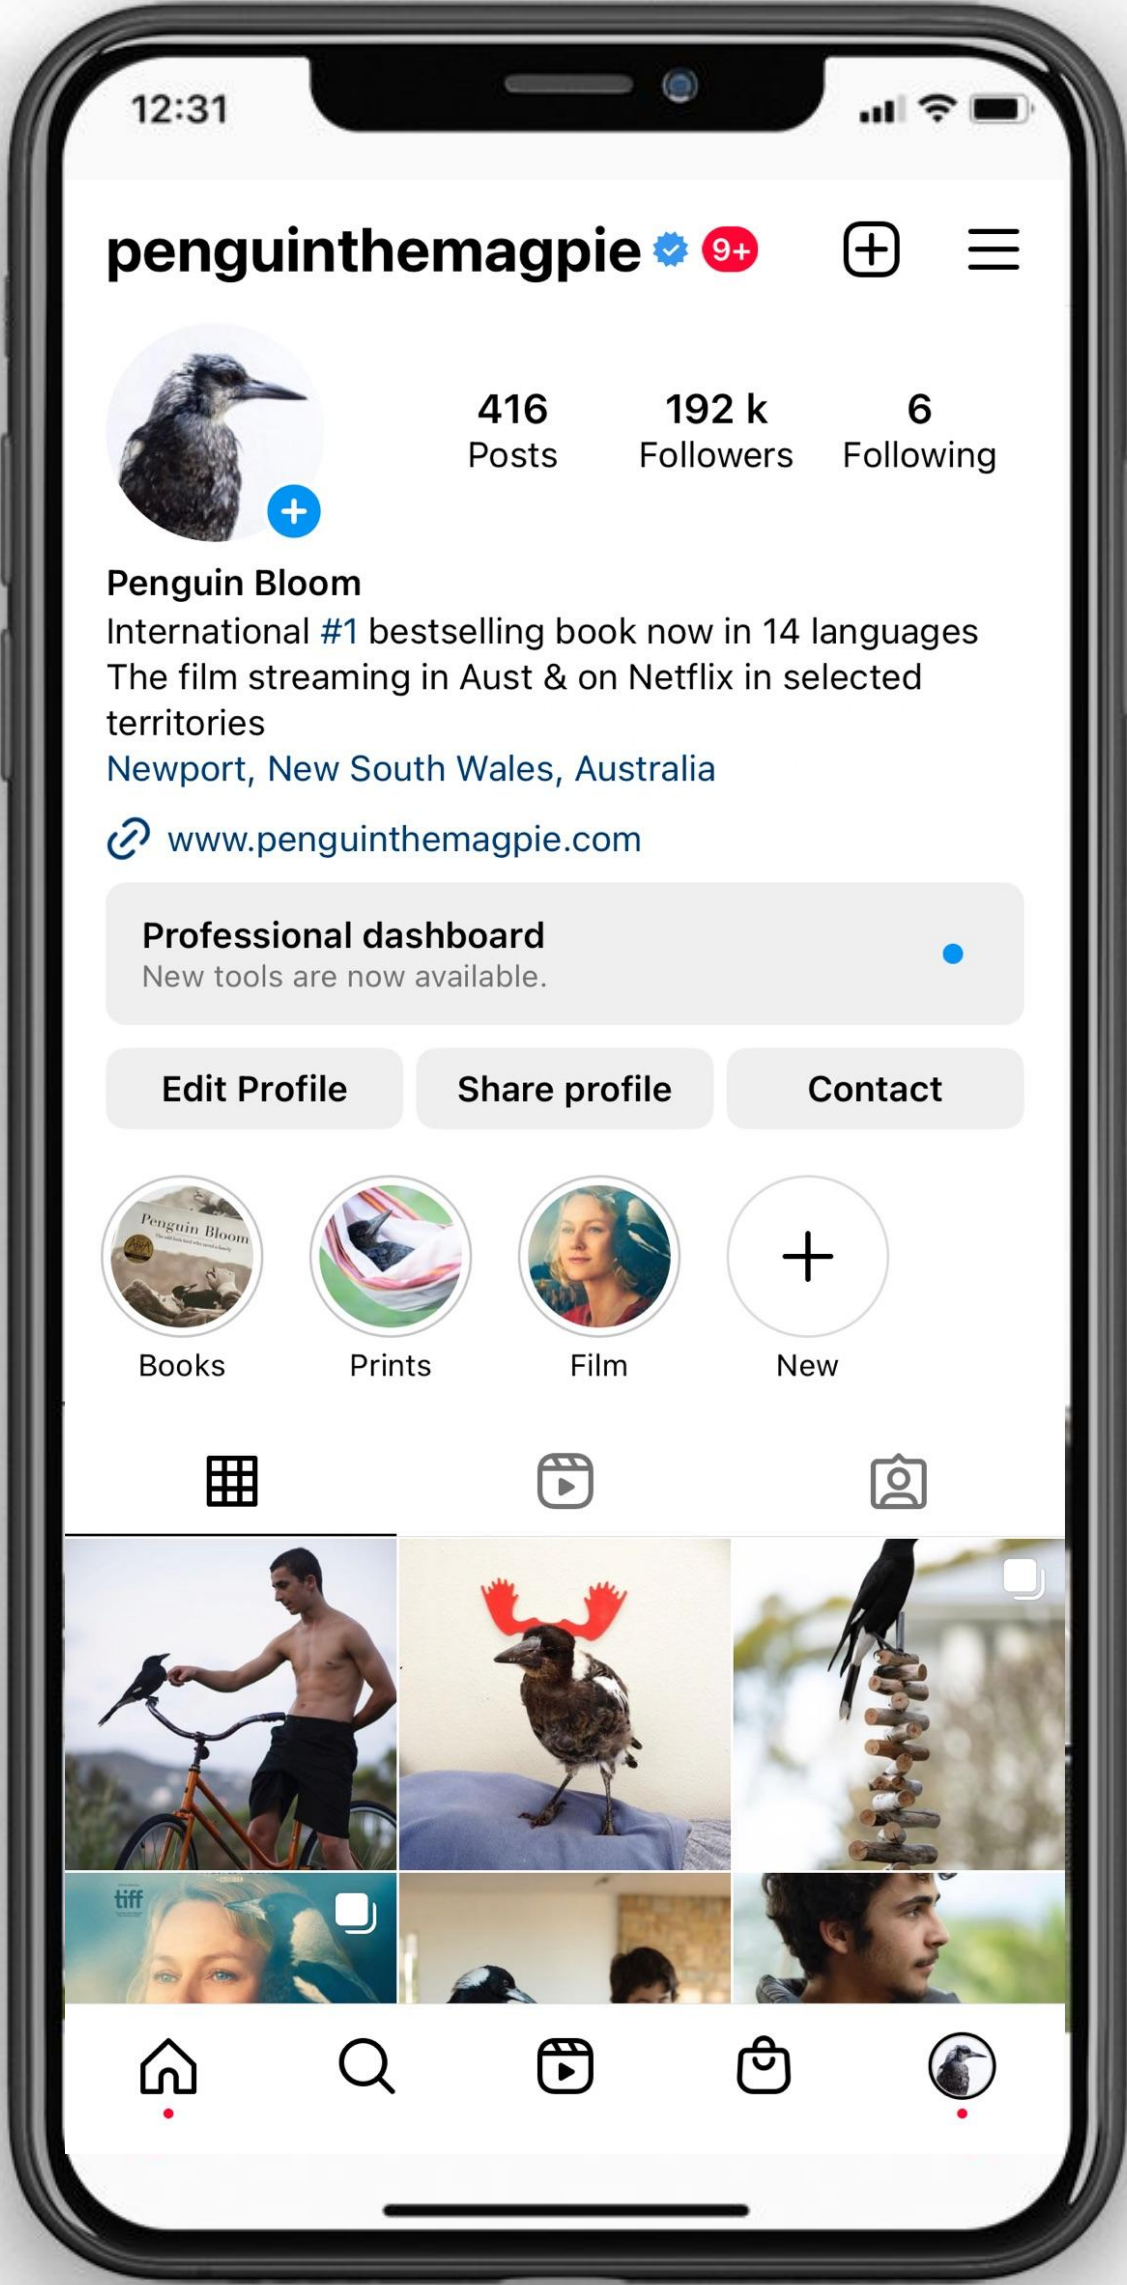 12:31
penguinthemagpie 9+
416 192 k 6
Posts Followers Following
Penguin Bloom
International #1 bestselling book now in 14 languages
The film streaming in Aust & on Netflix in selected
territories
Newport, New South Wales, Australia
www.penguinthemagpie.com
Professional dashboard
New tools are now available.
Edit Profile Share profile Contact
Penguin Bloom
Books Prints Film New
tiff